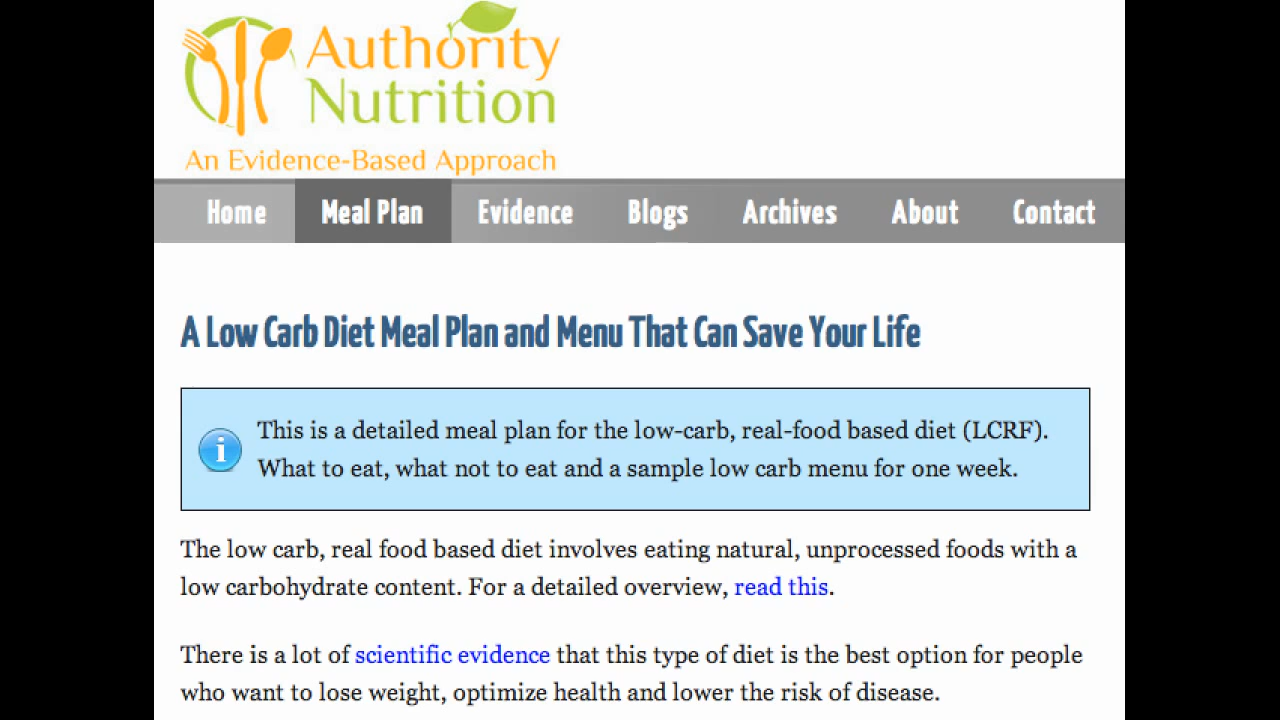 Authority
Nutrition
An Evidence-Based Approach
Home Meal Plan Evidence Blogs Archives About Contact
A Low Carb Diet Meal Plan and Menu That Can Save Your Life
This is a detailed meal plan for the low-carb, real-food based diet (LCRF).
What to eat, what not to eat and a sample low carb menu for one week.
The low carb, real food based diet involves eating natural, unprocessed foods with a
low carbohydrate content. For a detailed overview, read this.
There is a lot of scientific evidence that this type of diet is the best option for people
who want to lose weight, optimize health and lower the risk of disease.